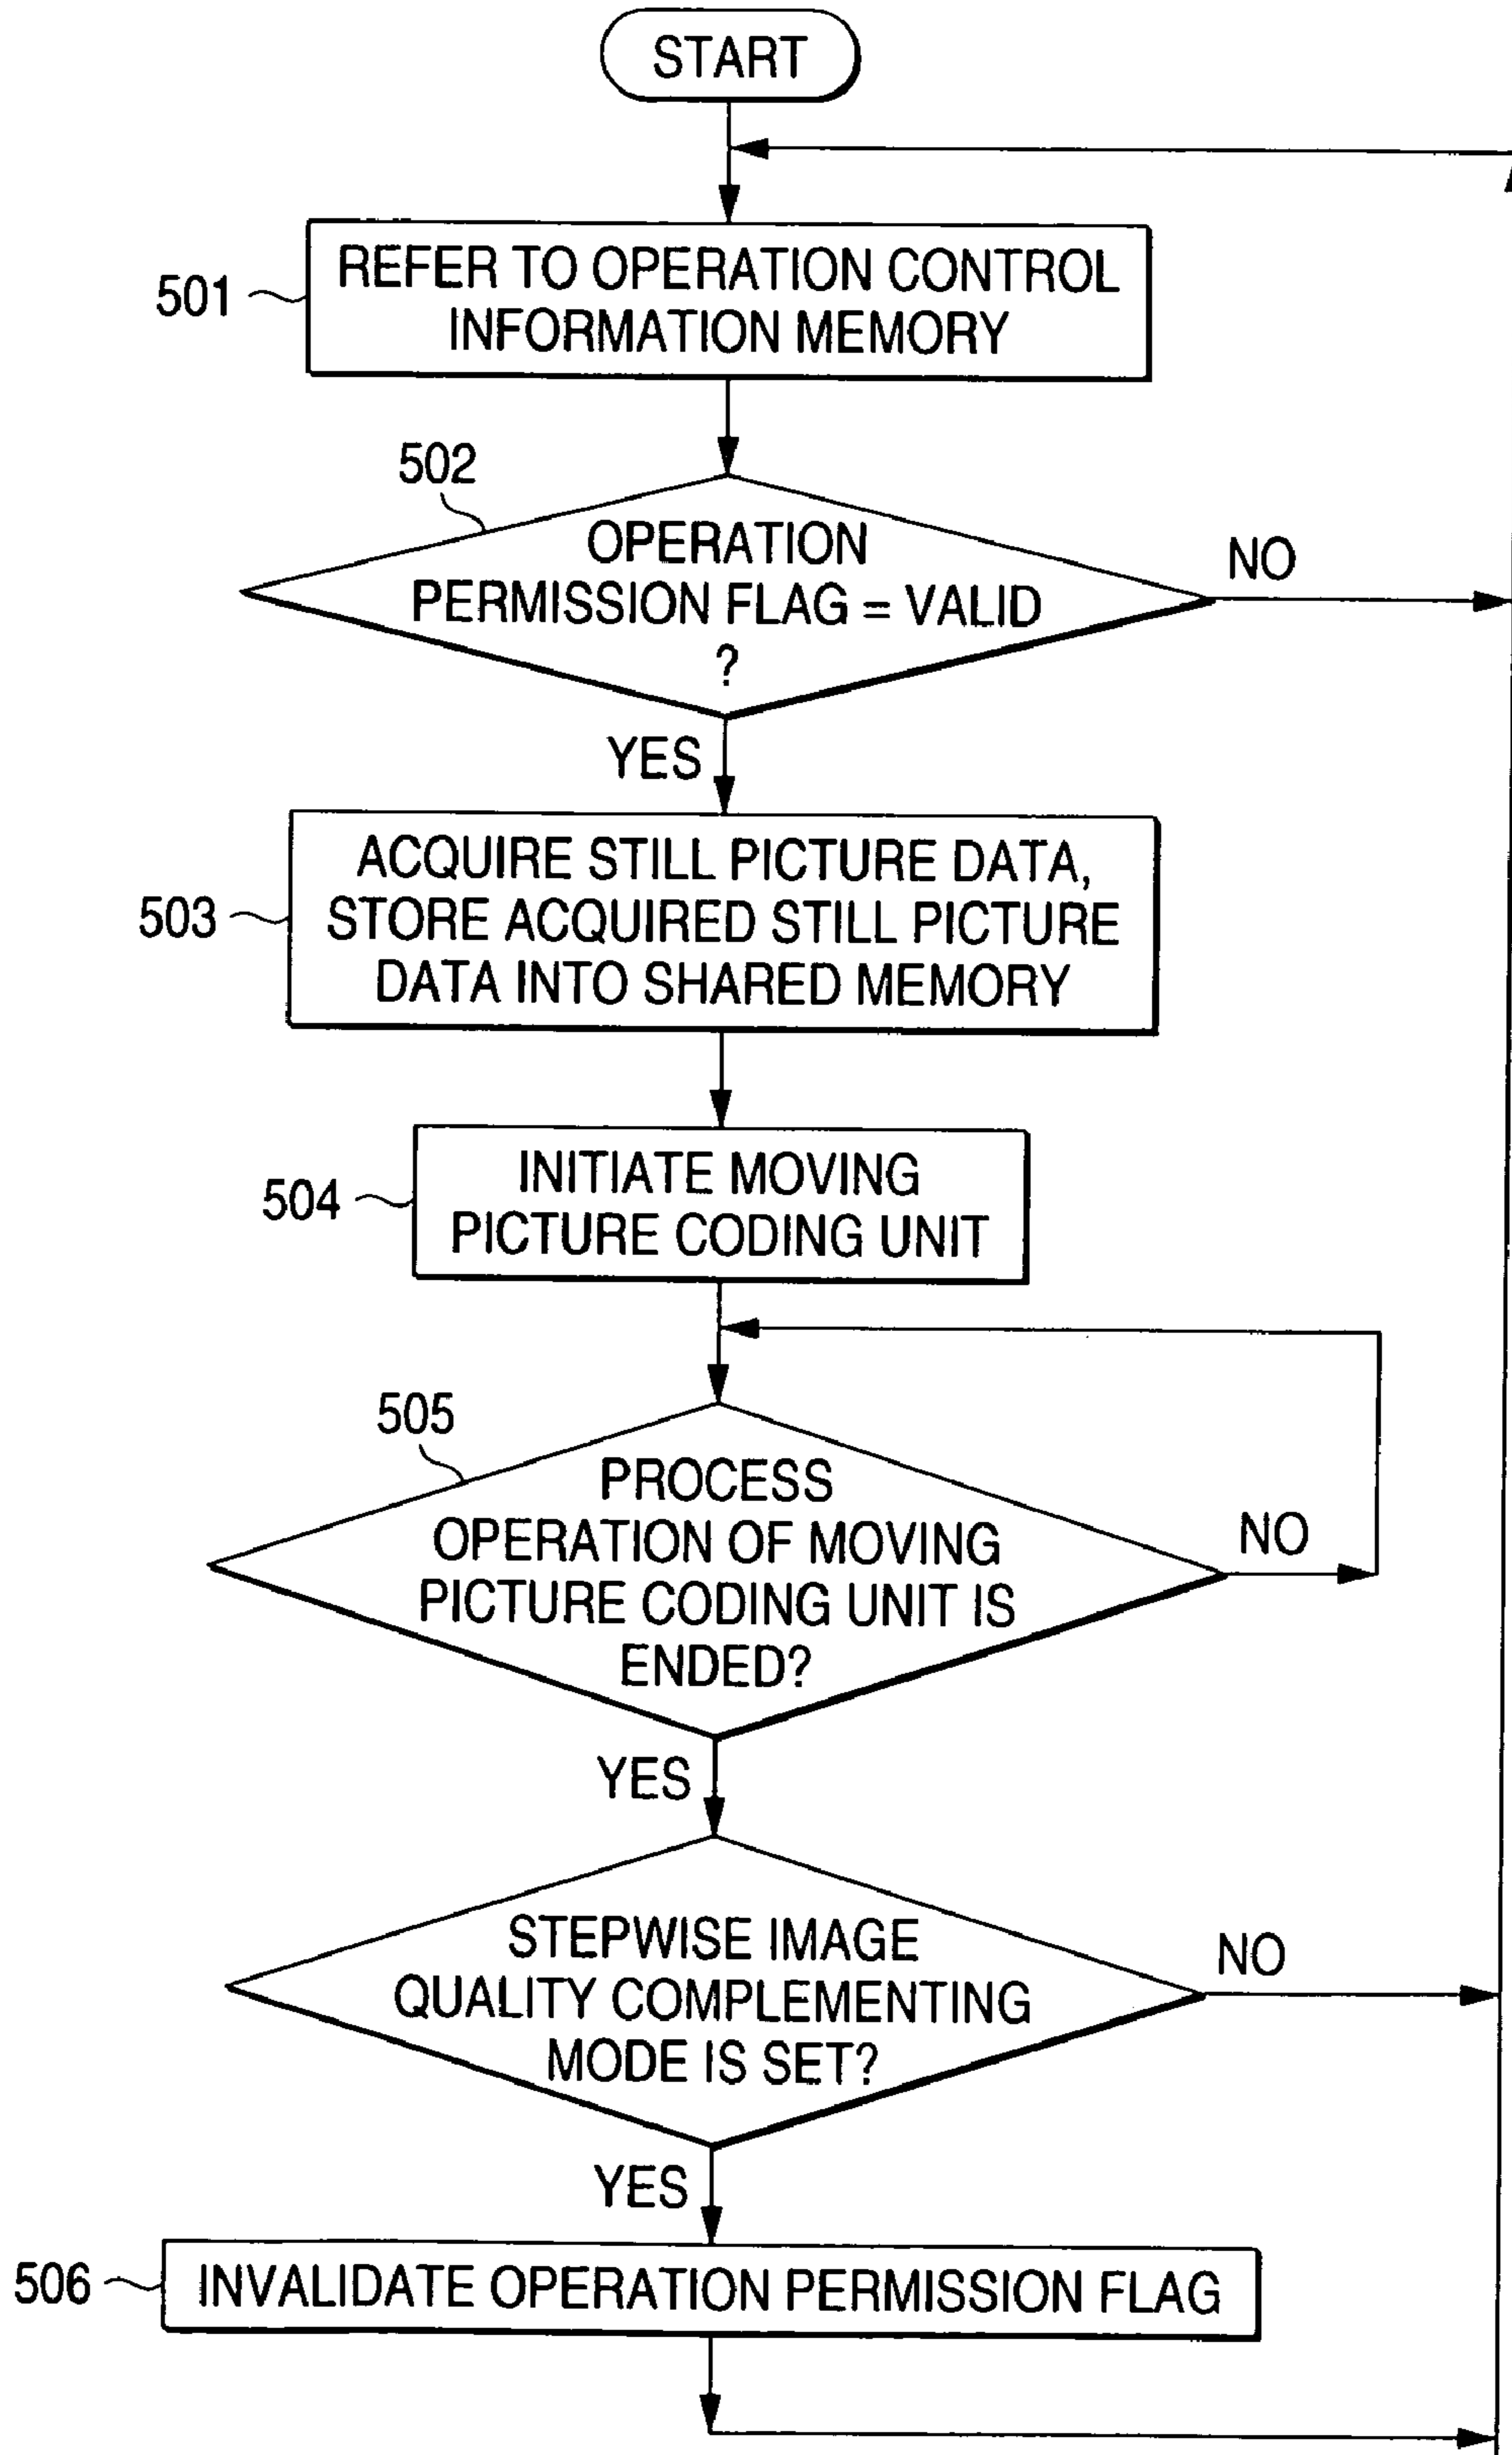 START
501
REFER TO OPERATION CONTROL
INFORMATION MEMORY
502
OPERATION
PERMISSION FLAG = VALID
?
NO
YES
503
ACQUIRE STILL PICTURE DATA,
STORE ACQUIRED STILL PICTURE
DATA INTO SHARED MEMORY
504
INITIATE MOVING
PICTURE CODING UNIT
505
PROCESS
OPERATION OF MOVING
PICTURE CODING UNIT IS
ENDED?
NO
YES
STEPWISE IMAGE
QUALITY COMPLEMENTING
MODE IS SET?
NO
YES
506
INVALIDATE OPERATION PERMISSION FLAG